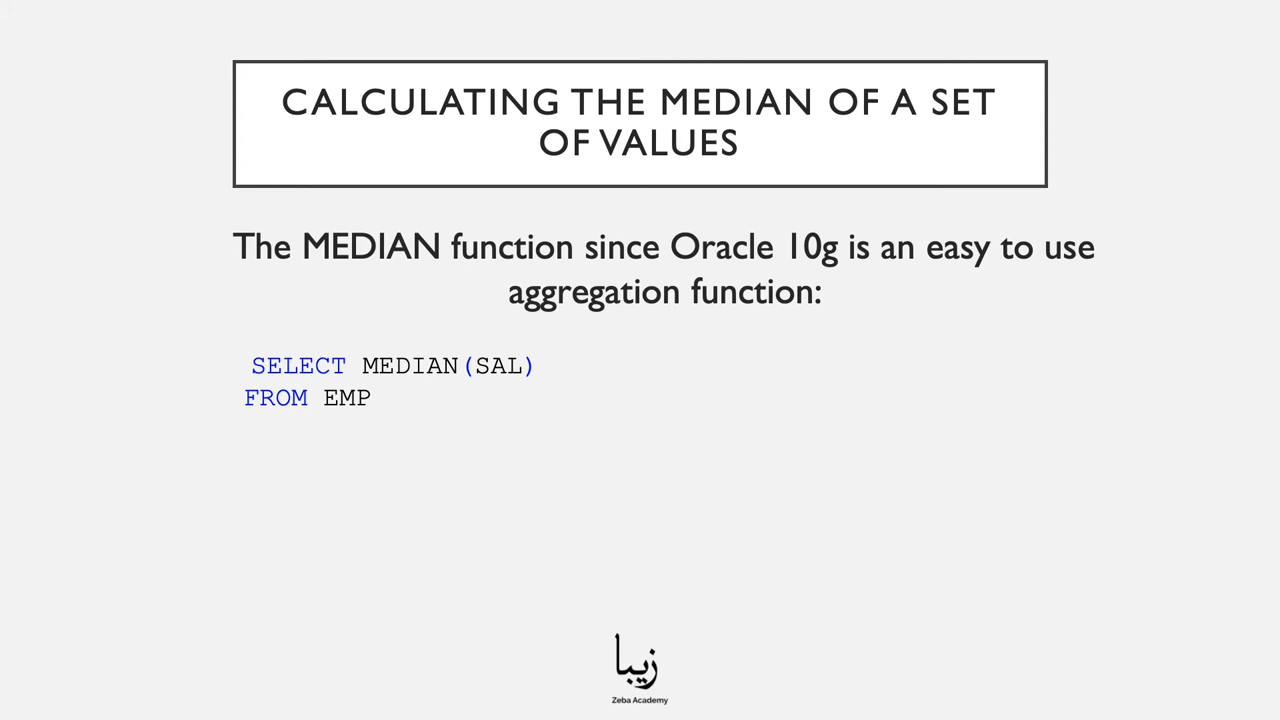 CALCULATING THE MEDIAN OF A SET
OF VALUES
The MEDIAN function since Oracle 10g is an easy to use
aggregation function:
SELECT MEDIAN(SAL)
FROM EMP
زیبا
Zeba Academy